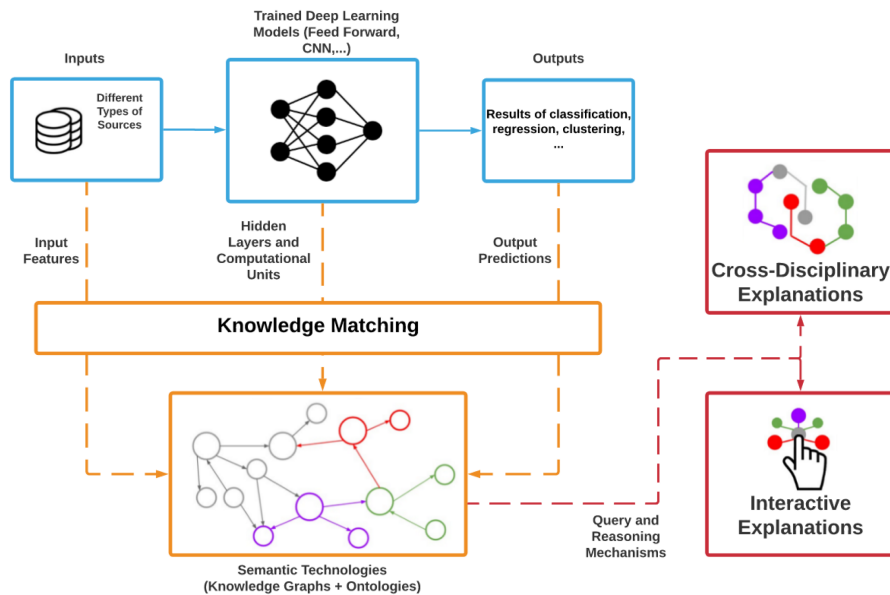 Trained Deep Learning
Models (Feed Forward,
CNN,...)
Inputs
Outputs
Different
Types of
Sources
Results of classification,
regression, clustering,
...
Input
Features
Hidden
Layers and
Computational
Units
Output
Predictions
Knowledge Matching
Cross-Disciplinary
Explanations
Interactive
Explanations
Query and
Reasoning
Mechanisms
Semantic Technologies
(Knowledge Graphs + Ontologies)